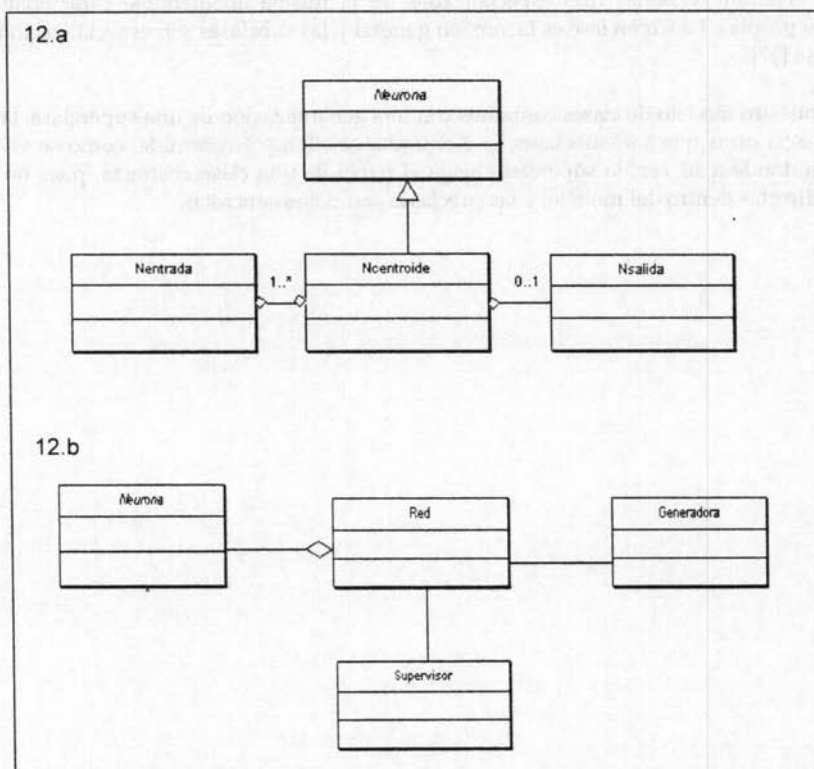 12.a
Neurona
Nentrada
1..*
Ncentroide
0..1
Nsalida
12.b
Neurona
Red
Generadora
Supervisor